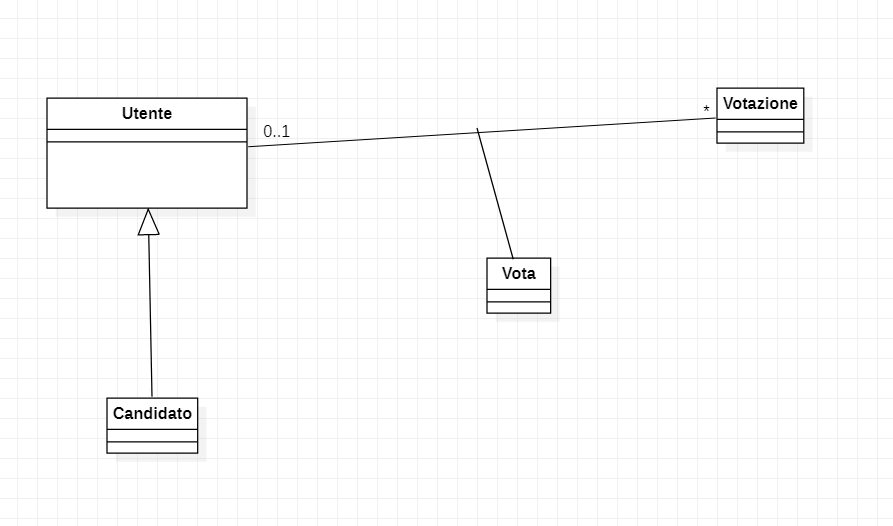 Utente
0..1
*
Votazione
Vota
Candidato